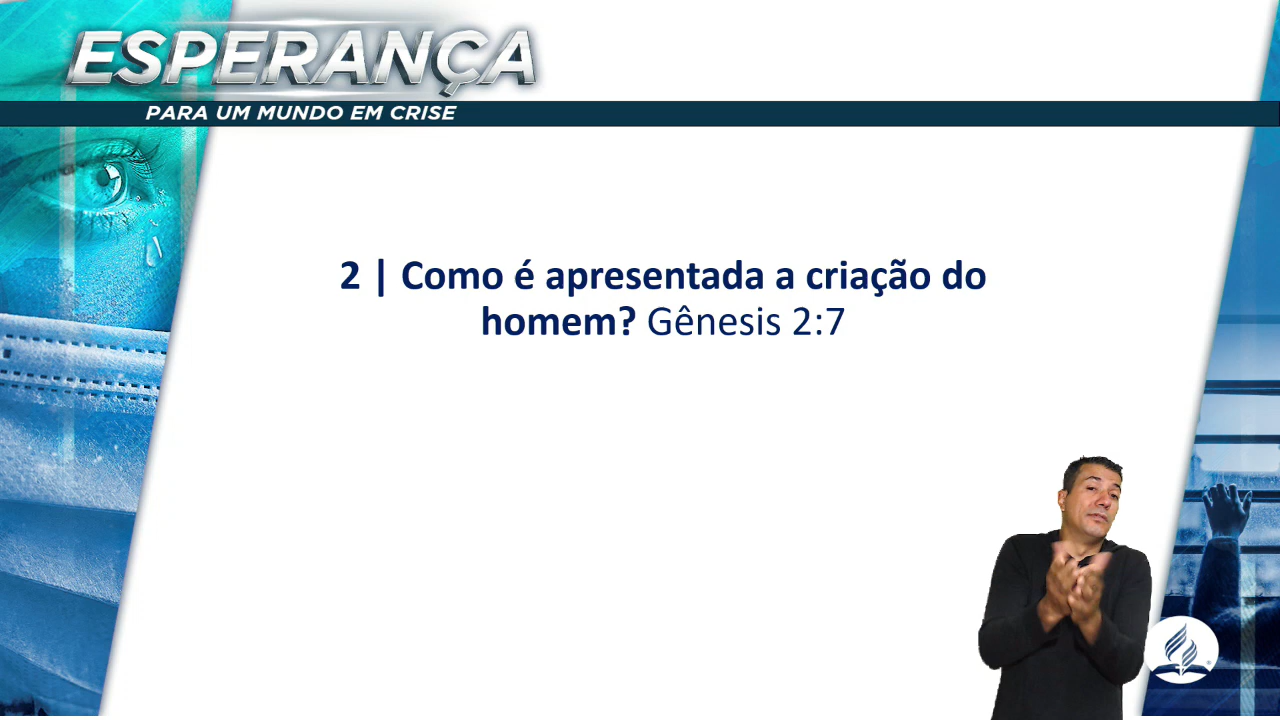 ESPERANÇA
PARA UM MUNDO EM CRISE
2 | Como é apresentada a criação do
homem? Gênesis 2:7